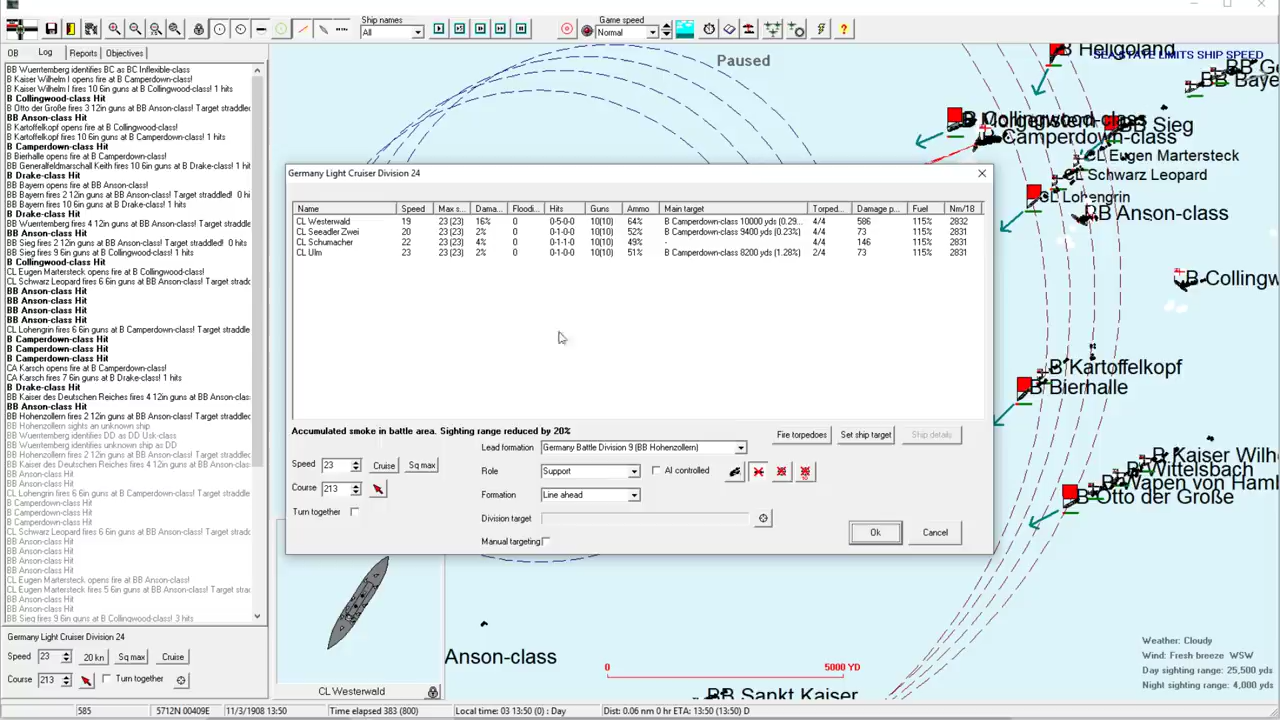 Ship names
Game speed
All
Normal
OB
Log
Reports
Objectives
BB Wuertemberg identifies BC as BC Inflexible-class
B Kaiser Wilhelm I opens fire at B Camperdown-class!
B Kaiser Wilhelm I fires 10 6in guns at B Camperdown-class! 1 hits
B Collingwood-class Hit
B Otto der Große fires 3 12in guns at BB Anson-class! Target straddled
BB Anson-class Hit
B Kartoffelkopf opens fire at B Collingwood-class!
B Kartoffelkopf fires 10 6in guns at B Camperdown-class! 1 hits
B Camperdown-class Hit
B Bierhalle opens fire at B Camperdown-class!
BB Generalfeldmarschall Keith fires 10 6in guns at B Drake-class! 1 hit
B Drake-class Hit
BB Bayern opens fire at BB Anson-class!
BB Bayern fires 2 12in guns at BB Anson-class! Target straddled! 0 hi
BB Bayern fires 10 6in guns at B Camperdown-class! 1 hits
B Drake-class Hit
BB Wuertemberg fires 4 12in guns at BB Anson-class! Target straddled
BB Anson-class Hit
BB Sieg fires 2 12in guns at BB Anson-class! Target straddled! 0 hits
BB Sieg fires 9 6in guns at BB Anson-class! 1 hits
B Collingwood-class Hit
CL Eugen Martersteck opens fire at B Collingwood-class!
CL Schwarz Leopard fires 6 6in guns at BB Anson-class! Target stradd
BB Anson-class Hit
BB Anson-class Hit
BB Anson-class Hit
CL Lohengrin fires 6 6in guns at B Camperdown-class! Target straddle
B Camperdown-class Hit
B Camperdown-class Hit
B Camperdown-class Hit
CA Karsch opens fire at B Camperdown-class!
CA Karsch fires 7 6in guns at B Drake-class! 1 hits
B Drake-class Hit
BB Kaiser des Deutschen Reiches fires 4 12in guns at BB Anson-class!
BB Anson-class Hit
BB Hohenzollern fires 2 12in guns at BB Anson-class! Target straddled
BB Hohenzollern sights an unknown ship
BB Wuertemberg identifies DD as DD Usk-class
BB Wuertemberg identifies unknown ship as DD
BB Hohenzollern fires 2 12in guns at BB Anson-class! Target straddled
BB Kaiser des Deutschen Reiches fires 4 12in guns at BB Anson-class!
BB Anson-class Hit
BB Anson-class Hit
CL Lohengrin fires 6 6in guns at B Camperdown-class! Target straddle
B Camperdown-class Hit
B Camperdown-class Hit
B Camperdown-class Hit
CL Schwarz Leopard fires 6 6in guns at BB Anson-class! Target stradd
BB Anson-class Hit
BB Anson-class Hit
BB Anson-class Hit
BB Anson-class Hit
CL Eugen Martersteck opens fire at BB Anson-class!
CL Eugen Martersteck fires 5 6in guns at BB Anson-class! Target strad
BB Anson-class Hit
BB Anson-class Hit
BB Sieg fires 9 6in guns at B Collingwood-class! 3 hits
Germany Light Cruiser Division 24
Speed 23 20 kn Sq max Cruise
Course 213 Turn together
585 5712N 00409E 11/3/1908 13:50 Time elapsed 383 (800) Local time: 03 13:50 (0) : Day Dist: 0.06 nm 0 hr ETA: 13:50 (13:50) D
Paused
SEA STATE LIMITS SHIP SPEED
B Heligoland
BB Baye
B Collingwood-class
Camperdown-class
BB Sieg
CL Eugen Martersteck
CL Schwarz Leopard
CL Lohengrin
BB Anson-class
B Collingw
B Kartoffelkopf
B Bierhalle
B Kaiser Wilhe
B Wittelsbach
B Wapen von Haml
B Otto der Große
Anson-class
BB Sankt Kaiser
0 5000 YD
CL Westerwald
Weather: Cloudy
Wind: Fresh breeze WSW
Day sighting range: 25,500 yds
Night sighting range: 4,000 yds
Germany Light Cruiser Division 24
Name Speed Max s... Dama... Floodi... Hits Guns Ammo Main target Torped... Damage p... Fuel Nm/18
CL Westerwald 19 23 (23) 16% 0 0-5-0-0 10(10) 64% B Camperdown-class 10000 yds (0.29... 4/4 586 115% 2832
CL Seeadler Zwei 20 23 (23) 2% 0 0-1-0-0 10(10) 52% B Camperdown-class 9400 yds (0.23%) 4/4 73 115% 2831
CL Schumacher 22 23 (23) 4% 0 0-1-1-0 10(10) 49% - 4/4 146 115% 2831
CL Ulm 23 23 (23) 2% 0 0-1-0-0 10(10) 51% B Camperdown-class 8200 yds (1.28%) 2/4 73 115% 2831
Accumulated smoke in battle area. Sighting range reduced by 20%
Fire torpedoes Set ship target Ship details
Lead formation Germany Battle Division 9 (BB Hohenzollern)
Speed 23 Cruise Sq max
Role Support AI controlled
Course 213
Formation Line ahead
Turn together
Division target
Manual targeting
Ok Cancel